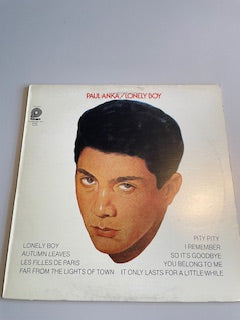 PAUL ANKA/LONELY BOY
Pickwick
LONELY BOY
AUTUMN LEAVES
LES FILLES DE PARIS
FAR FROM THE LIGHTS OF TOWN
PITY PITY
I REMEMBER
SO IT'S GOODBYE
YOU BELONG TO ME
IT ONLY LASTS FOR A LITTLE WHILE